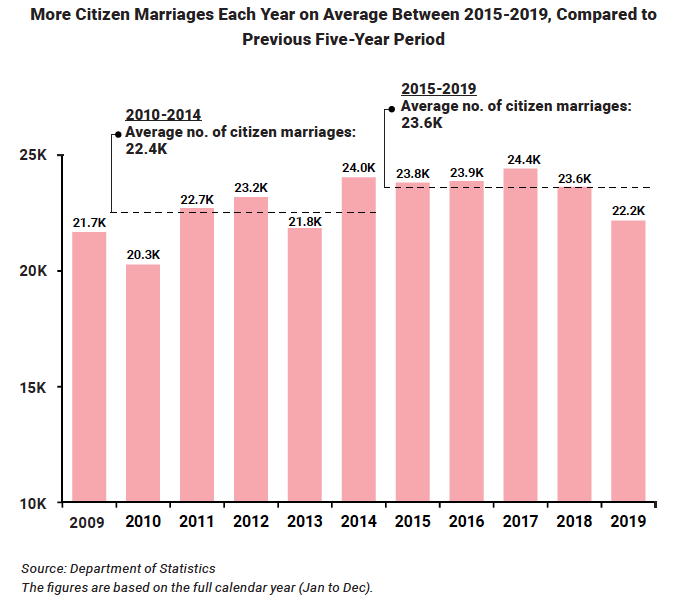 More Citizen Marriages Each Year on Average Between 2015-2019, Compared to
Previous Five-Year Period
2015-2019
Average no. of citizen marriages:
23.6K
2010-2014
Average no. of citizen marriages:
22.4K
25K
20K
15K
10K
21.7K
20.3K
22.7K
23.2K
21.8K
24.0K
23.8K
23.9K
24.4K
23.6K
22.2K
2009 2010 2011 2012 2013 2014 2015 2016 2017 2018 2019
Source: Department of Statistics
The figures are based on the full calendar year (Jan to Dec).